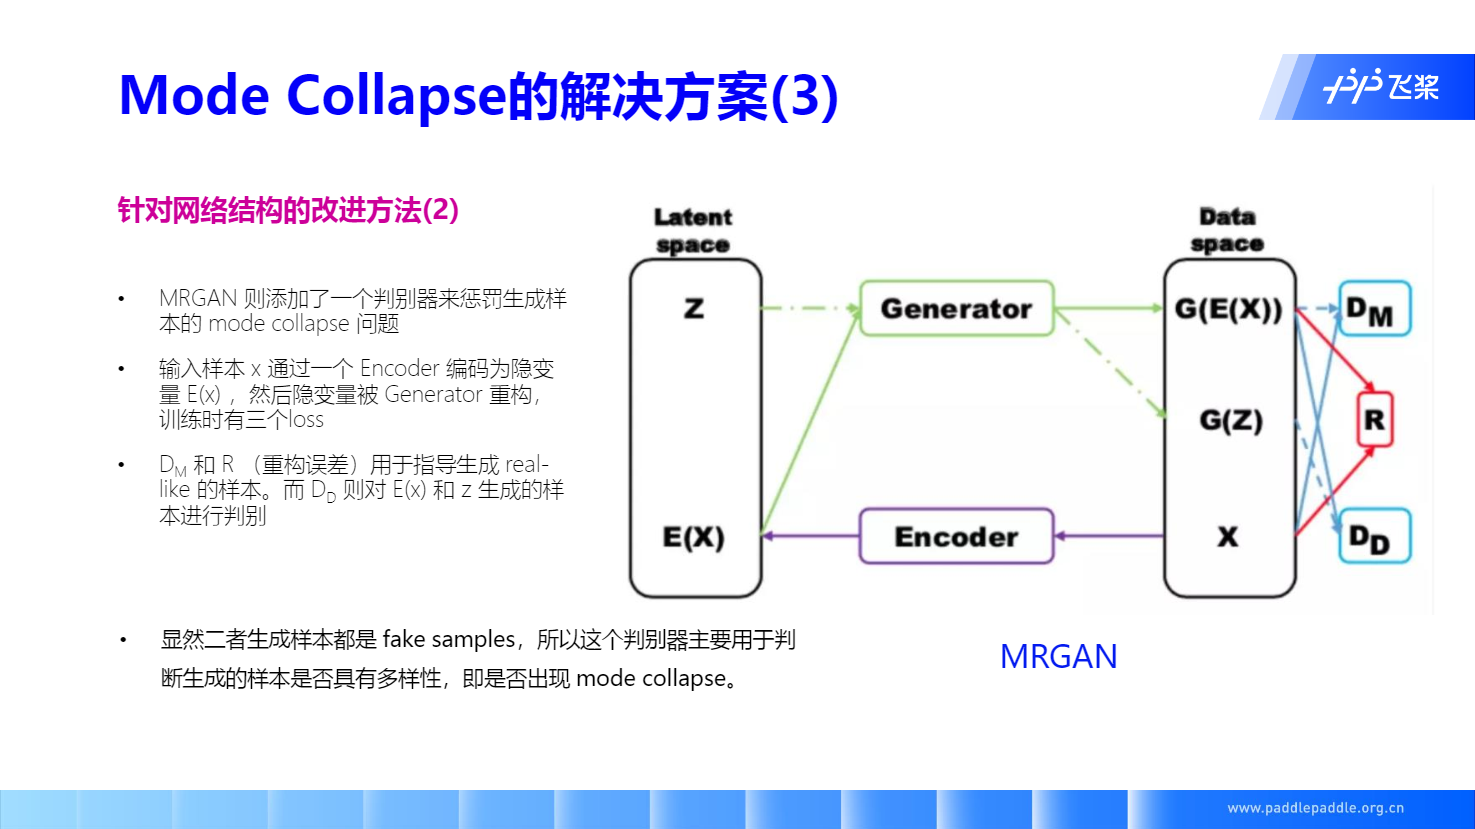 Mode Collapse的解决方案(3)
飞桨
针对网络结构的改进方法(2)
• MRGAN 则添加了一个判别器来惩罚生成样
本的 mode collapse 问题
• 输入样本 x 通过一个 Encoder 编码为隐变
量 E(x) ，然后隐变量被 Generator 重构，
训练时有三个loss
• DM 和 R （重构误差）用于指导生成 real-
like 的样本。而 DD 则对 E(x) 和 z 生成的样
本进行判别
• 显然二者生成样本都是 fake samples，所以这个判别器主要用于判
断生成的样本是否具有多样性，即是否出现 mode collapse。
Latent
space
Z
E(X)
Generator
Encoder
Data
space
G(E(X))
G(Z)
X
DM
R
DD
MRGAN
www.paddlepaddle.org.cn